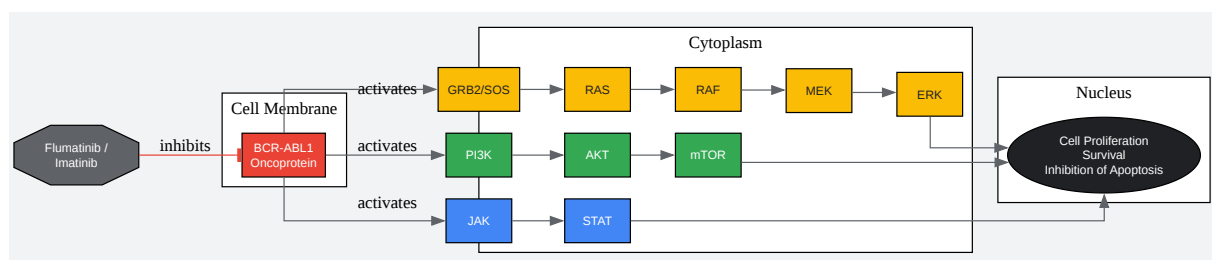 Cytoplasm
activates
GRB2/SOS
RAS
RAF
MEK
ERK
Cell Membrane
Nucleus
Flumatinib /
Imatinib
inhibits
BCR-ABL1
Oncoprotein
activates
PI3K
AKT
mTOR
Cell Proliferation
Survival
Inhibition of Apoptosis
activates
JAK
STAT